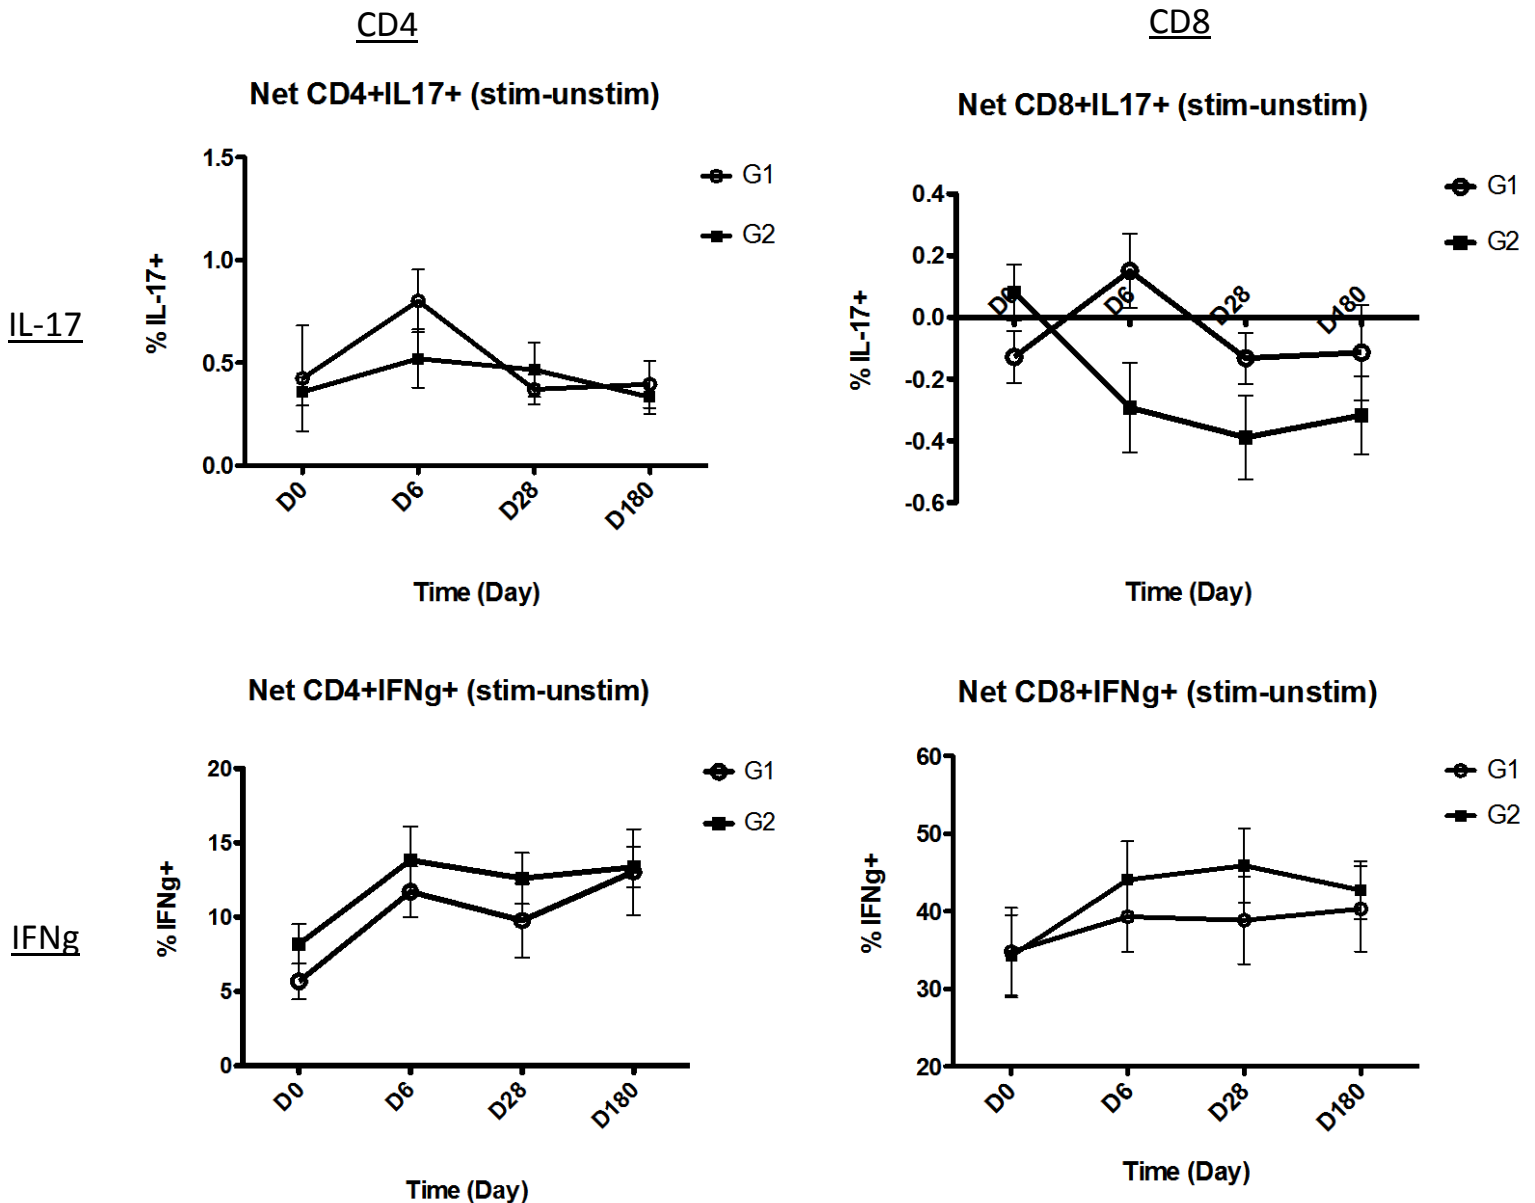 CD4
CD8
Net CD4+IL17+ (stim-unstim)
1.5
1.0
0.5
0.0
% IL-17+
D0
D6
D28
D180
Time (Day)
G1
G2
Net CD8+IL17+ (stim-unstim)
0.4
0.2
0.0
-0.2
-0.4
-0.6
% IL-17+
D0
D6
D28
D180
Time (Day)
G1
G2
IL-17
Net CD4+IFNg+ (stim-unstim)
20
15
10
5
0
% IFNg+
D0
D6
D28
D180
Time (Day)
G1
G2
Net CD8+IFNg+ (stim-unstim)
60
50
40
30
20
% IFNg+
D0
D6
D28
D180
Time (Day)
G1
G2
IFNg